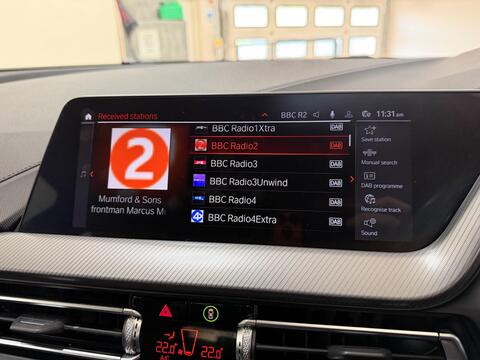 Received stations
BBC R2
11:31 am
BBC Radio1Xtra DAB
BBC Radio2 DAB
BBC Radio3 DAB
BBC Radio3Unwind DAB
BBC Radio4 DAB
BBC Radio4Extra DAB
2
Mumford & Sons
frontman Marcus M
Save station
Manual search
DAB programme
Recognise track
Sound
22.0
22.0